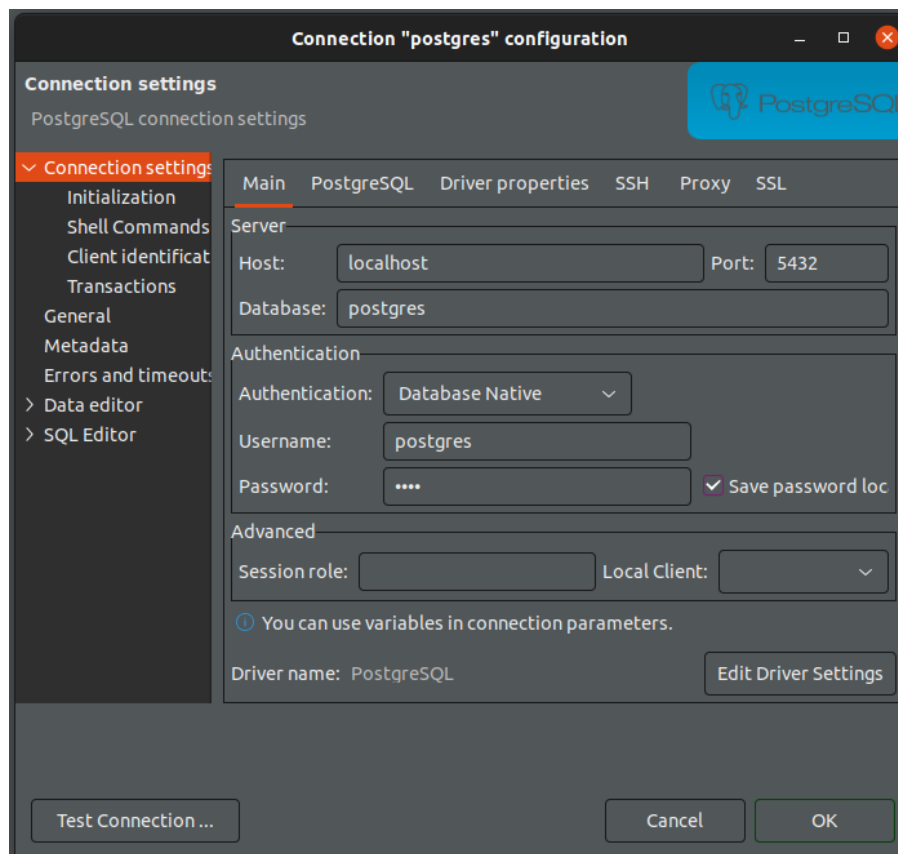 Connection "postgres" configuration
Connection settings
PostgreSQL connection settings
PostgreSQL
Connection settings
Initialization
Shell Commands
Client identificat
Transactions
General
Metadata
Errors and timeouts
Data editor
SQL Editor
Main PostgreSQL Driver properties SSH Proxy SSL
Server
Host: localhost Port: 5432
Database: postgres
Authentication
Authentication: Database Native
Username: postgres
Password: ••••  Save password loc
Advanced
Session role: Local Client:
You can use variables in connection parameters.
Driver name: PostgreSQL Edit Driver Settings
Test Connection ... Cancel OK